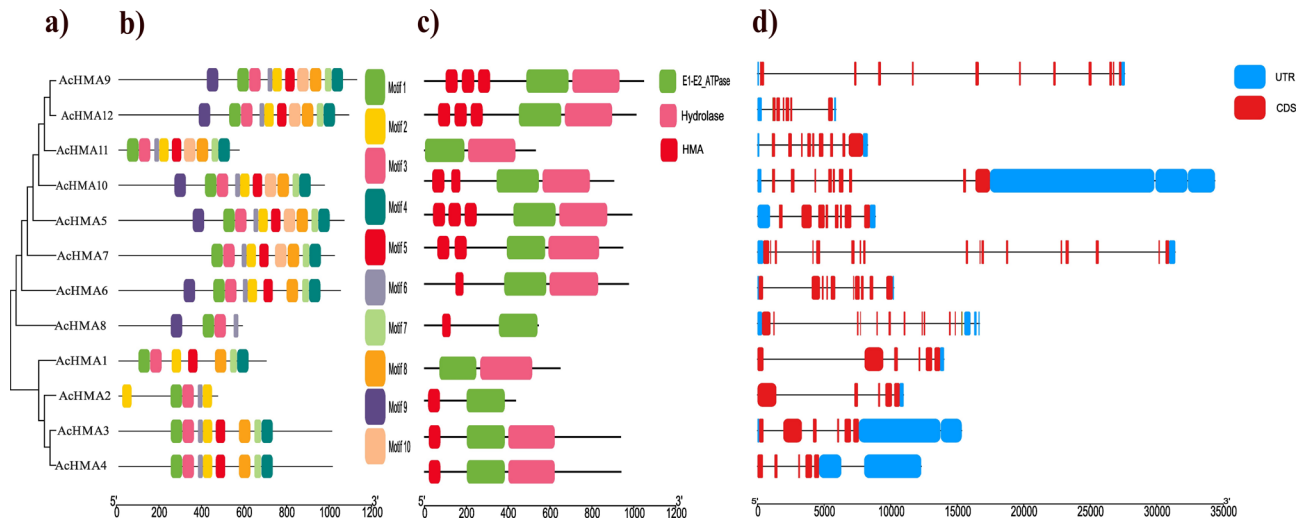 a) b) c) d)
AcHMA9
AcHMA12
AcHMA11
AcHMA10
AcHMA5
AcHMA7
AcHMA6
AcHMA8
AcHMA1
AcHMA2
AcHMA3
AcHMA4
Motif 1
Motif 2
Motif 3
Motif 4
Motif 5
Motif 6
Motif 7
Motif 8
Motif 9
Motif 10
E1-E2_ATPase
Hydrolase
HMA
UTR
CDS
5' 3'
0 200 400 600 800 1000 1200
5' 3'
0 200 400 600 800 1000
5' 3'
0 5000 10000 15000 20000 25000 30000 35000